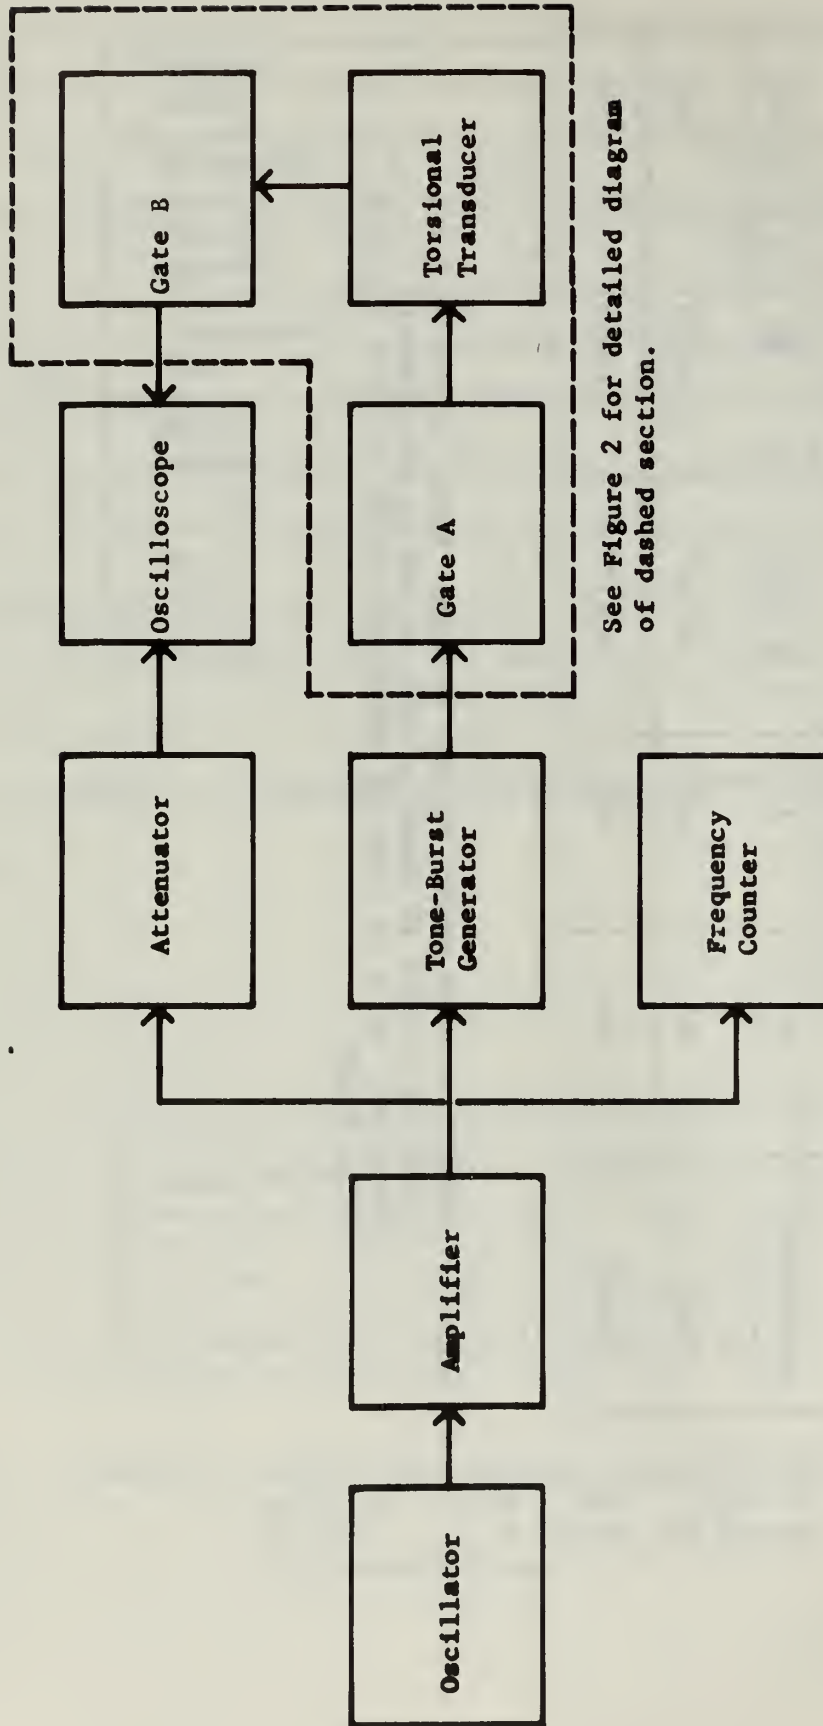 Gate B
Torsional
Transducer
Oscilloscope
Gate A
See Figure 2 for detailed diagram
of dashed section.
Attenuator
Tone-Burst
Generator
Frequency
Counter
Amplifier
Oscillator